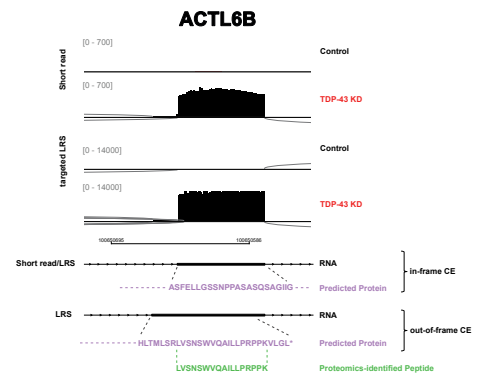 ACTL6B
Short read
[0 - 700]
Control
[0 - 700]
TDP-43 KD
targeted LRS
[0 - 14000]
Control
[0 - 14000]
TDP-43 KD
100650586
Short read/LRS
RNA
in-frame CE
ASFELLGSSNPPASASQSAGIIG
Predicted Protein
LRS
RNA
out-of-frame CE
HLTMLSRLVSNSWVQAILLPRPPKVLGL*
Predicted Protein
LVSNSWVQAILLPRPPK
Proteomics-identified Peptide